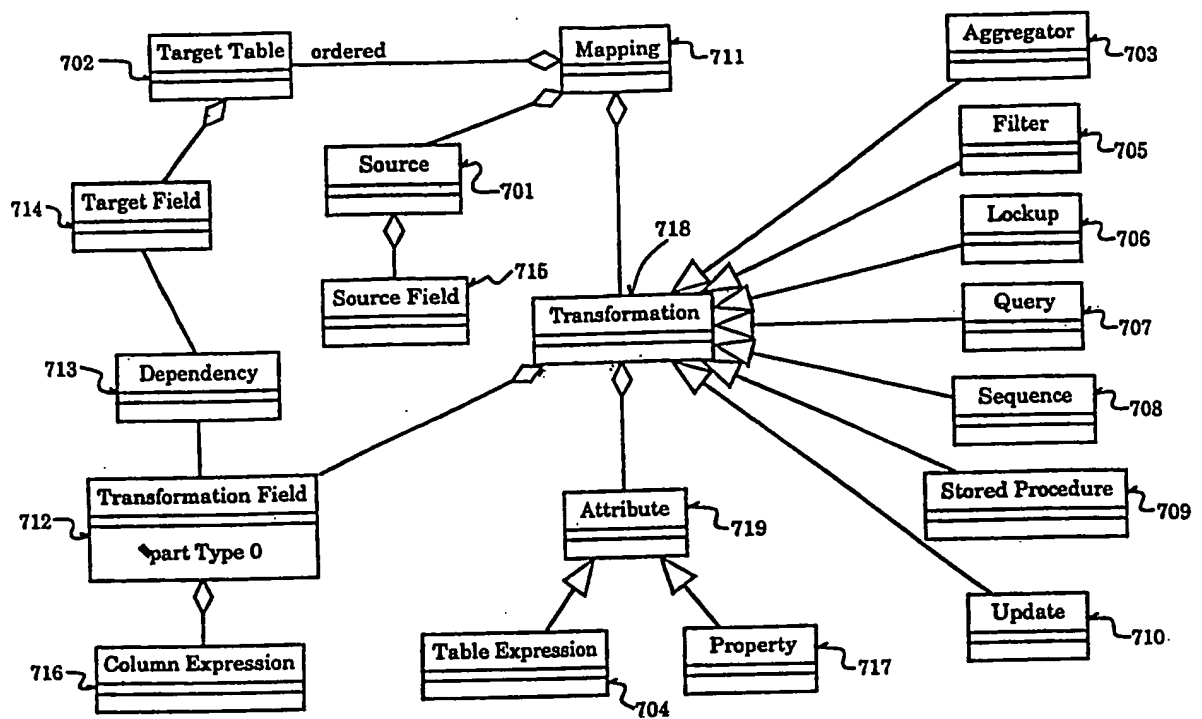 Target Table
702
ordered
Mapping
711
Aggregator
703
Filter
705
Source
701
Target Field
714
Lockup
706
718
Source Field
715
Transformation
Query
707
Dependency
713
Sequence
708
Transformation Field
part Type 0
712
Attribute
719
Stored Procedure
709
Update
710
Column Expression
716
Table Expression
704
Property
717